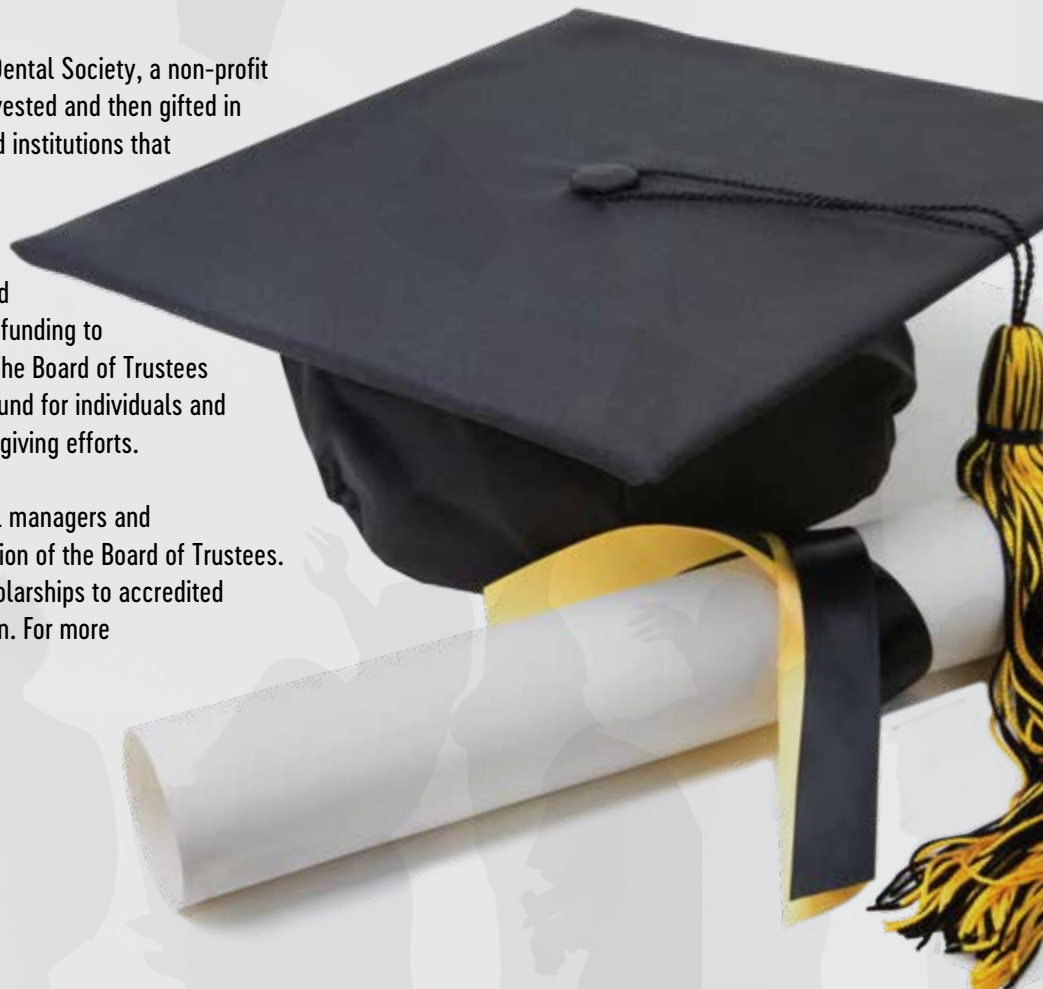 Dental Society, a non-profit
vested and then gifted in
d institutions that
d
funding to
he Board of Trustees
und for individuals and
giving efforts.
l managers and
ion of the Board of Trustees.
olarships to accredited
n. For more